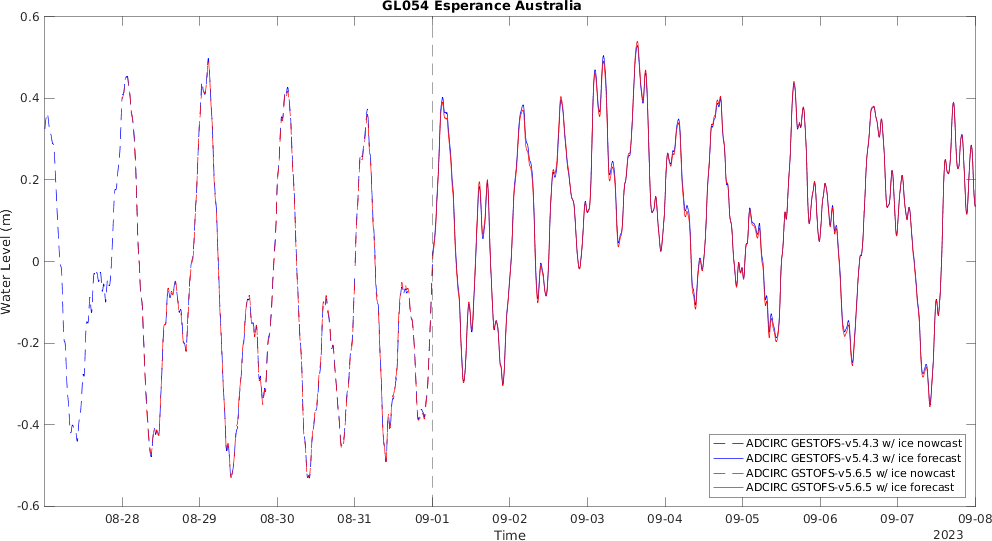 GL054 Esperance Australia
Water Level (m)
0.6
0.4
0.2
0
-0.2
-0.4
-0.6
ADCIRC GESTOFS-v5.4.3 w/ ice nowcast
ADCIRC GESTOFS-v5.4.3 w/ ice forecast
ADCIRC GSTOFS-v5.6.5 w/ ice nowcast
ADCIRC GSTOFS-v5.6.5 w/ ice forecast
08-28 08-29 08-30 08-31 09-01 09-02 09-03 09-04 09-05 09-06 09-07 09-08
Time
2023